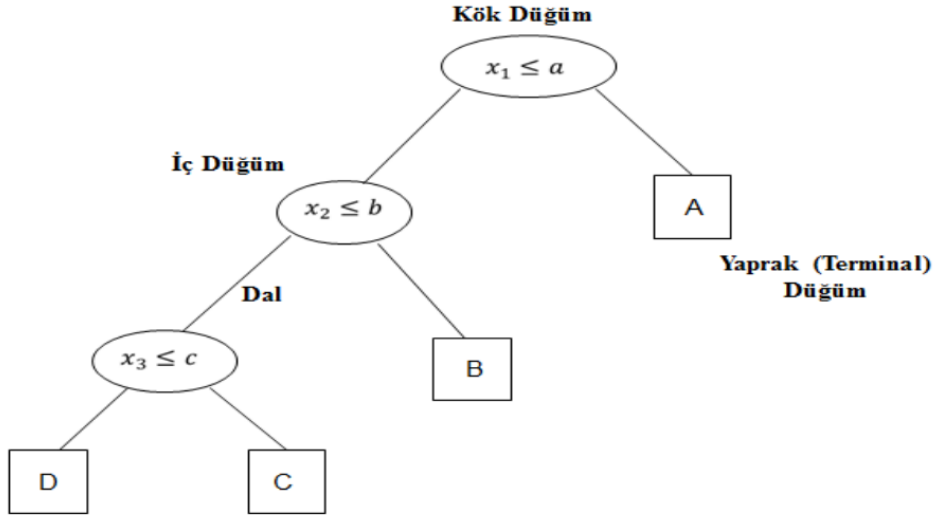 Kök Düğüm
x₁ ≤ a
İç Düğüm
x₂ ≤ b
A
Yaprak (Terminal)
Düğüm
Dal
x₃ ≤ c
B
D
C